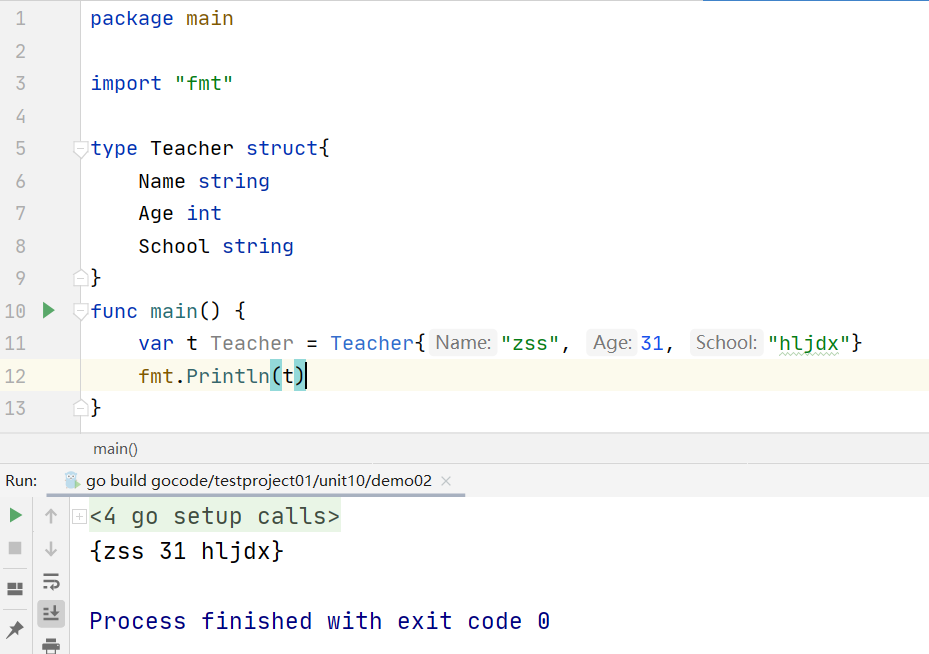 1 package main
2
3 import "fmt"
4
5 type Teacher struct{
6 Name string
7 Age int
8 School string
9 }
10 func main() {
11 var t Teacher = Teacher{ Name: "zss", Age: 31, School: "hljdx"}
12 fmt.Println(t)
13 }
main()
Run: go build gocode/testproject01/unit10/demo02 ×
<4 go setup calls>
{zss 31 hljdx}
Process finished with exit code 0